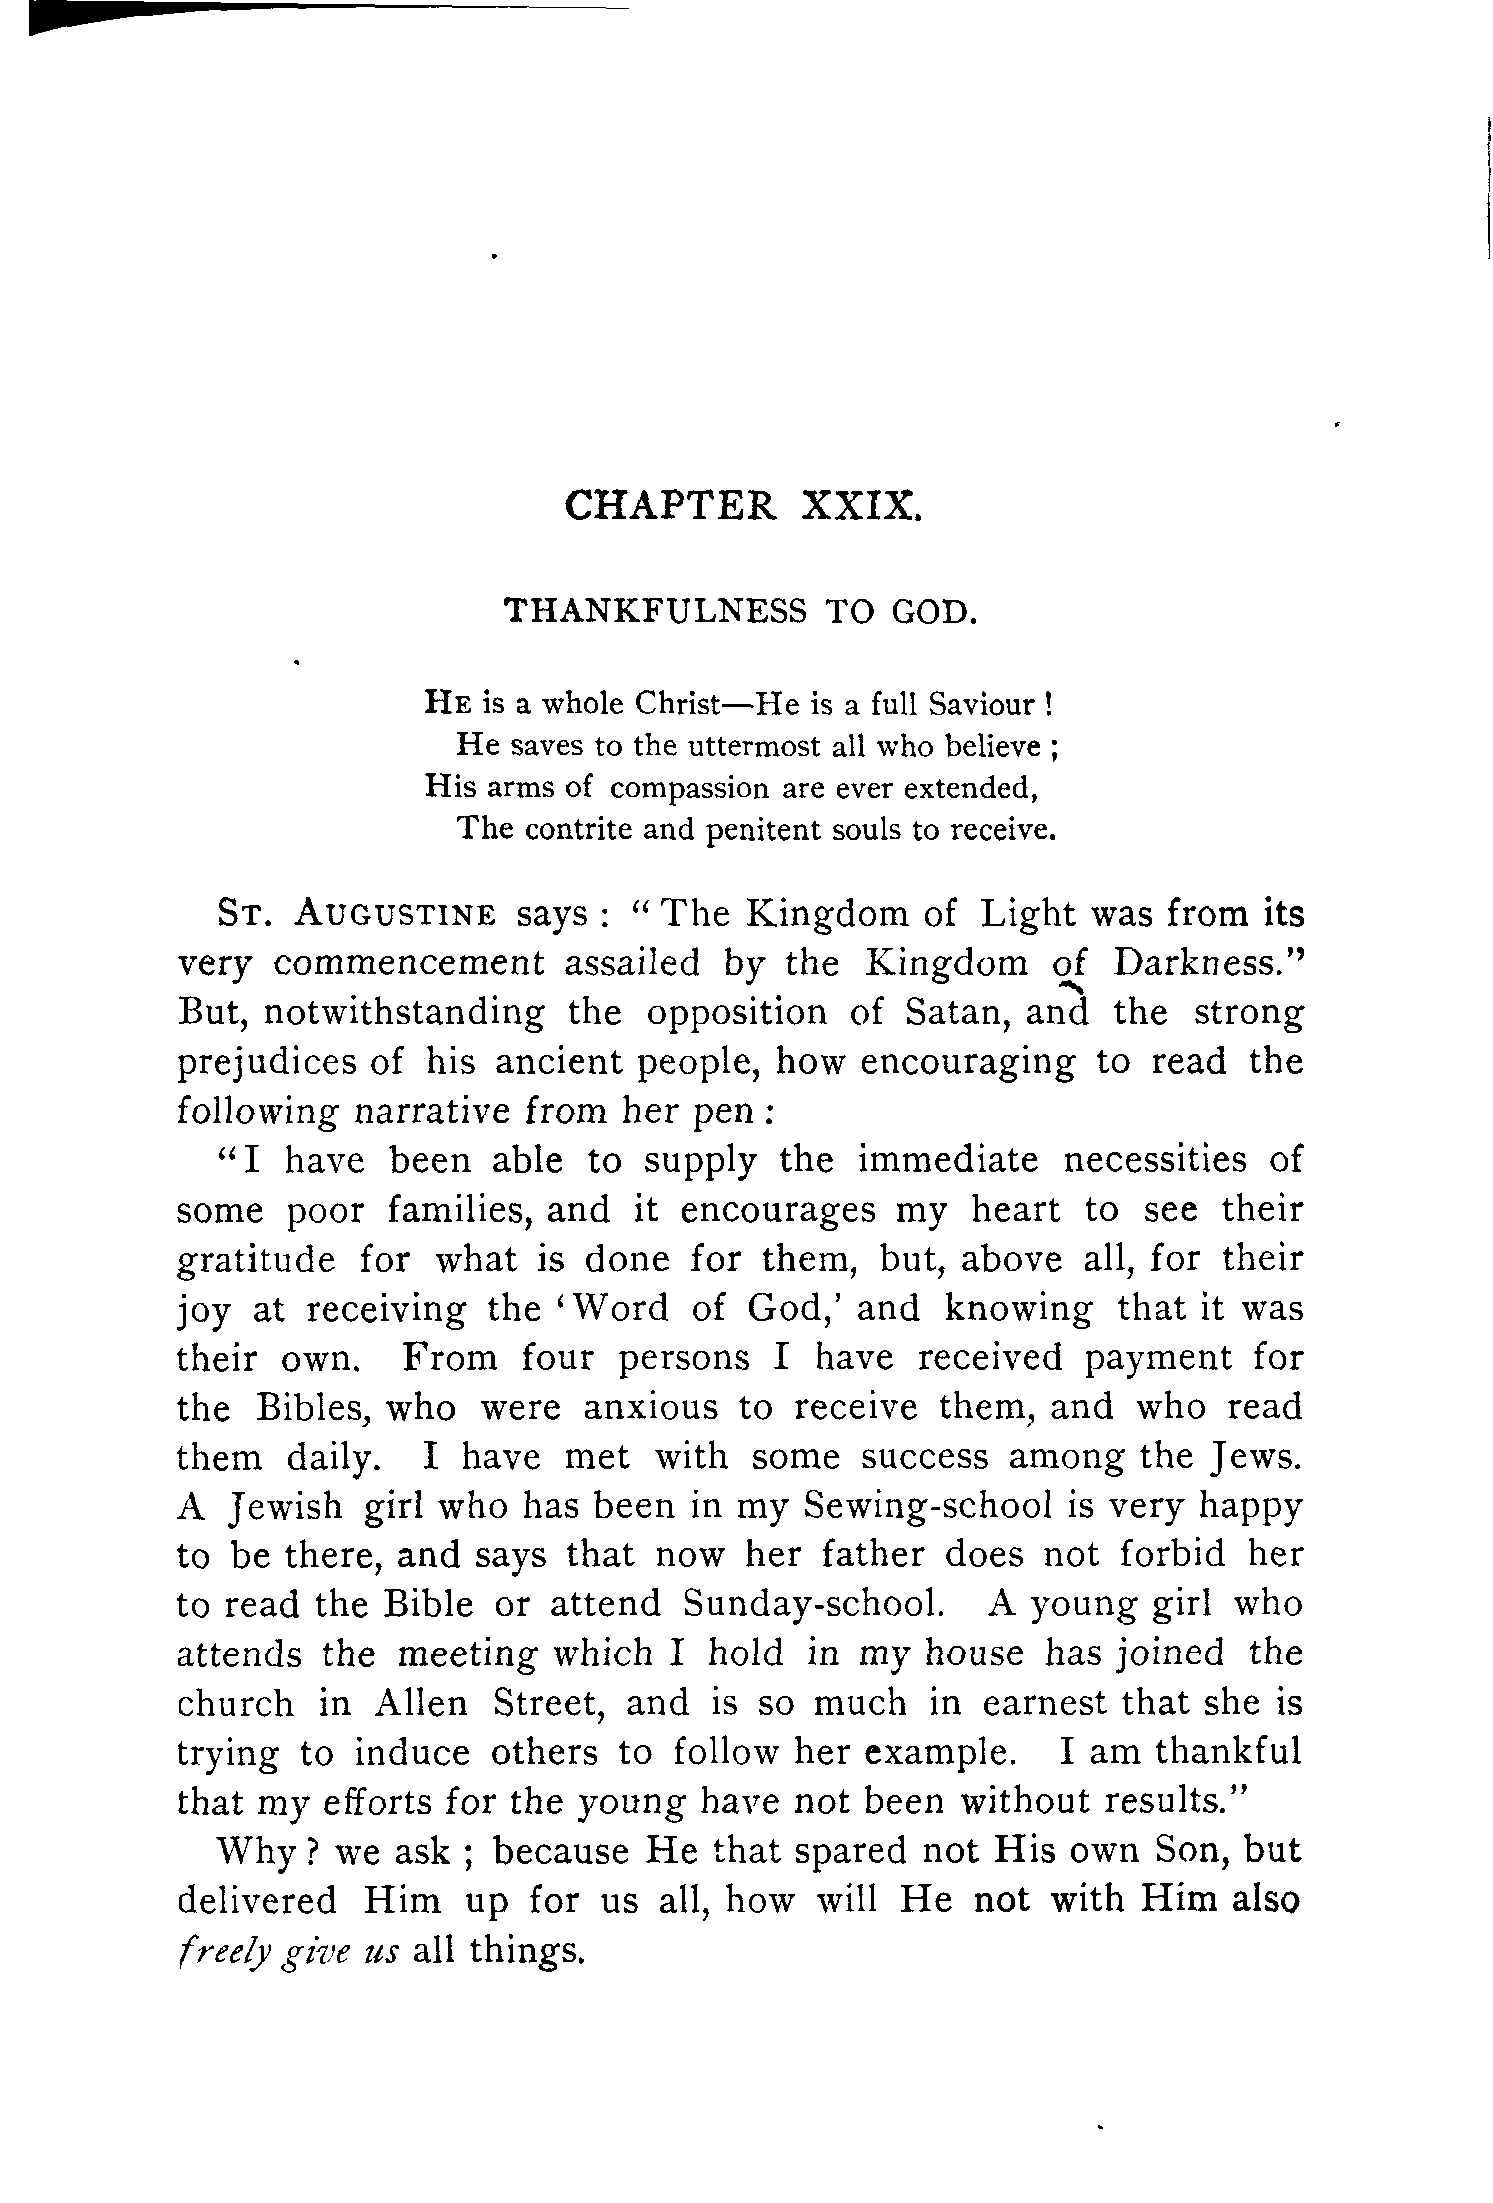 CHAPTER XXIX.
THANKFULNESS TO GOD.
HE is a whole Christ—He is a full Saviour !
He saves to the uttermost all who believe ;
His arms of compassion are ever extended,
The contrite and penitent souls to receive.
ST. AUGUSTINE says : " The Kingdom of Light was from its
very commencement assailed by the Kingdom of Darkness."
But, notwithstanding the opposition of Satan, and the strong
prejudices of his ancient people, how encouraging to read the
following narrative from her pen :
"I have been able to supply the immediate necessities of
some poor families, and it encourages my heart to see their
gratitude for what is done for them, but, above all, for their
joy at receiving the 'Word of God,' and knowing that it was
their own. From four persons I have received payment for
the Bibles, who were anxious to receive them, and who read
them daily. I have met with some success among the Jews.
A Jewish girl who has been in my Sewing-school is very happy
to be there, and says that now her father does not forbid her
to read the Bible or attend Sunday-school. A young girl who
attends the meeting which I hold in my house has joined the
church in Allen Street, and is so much in earnest that she is
trying to induce others to follow her example. I am thankful
that my efforts for the young have not been without results."
Why ? we ask ; because He that spared not His own Son, but
delivered Him up for us all, how will He not with Him also
freely give us all things.